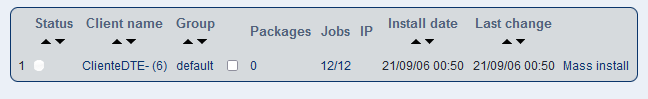 Status Client name Group Packages Jobs IP Install date Last change
1 ClienteDTE- (6) default 0 12/12 21/09/06 00:50 21/09/06 00:50 Mass install